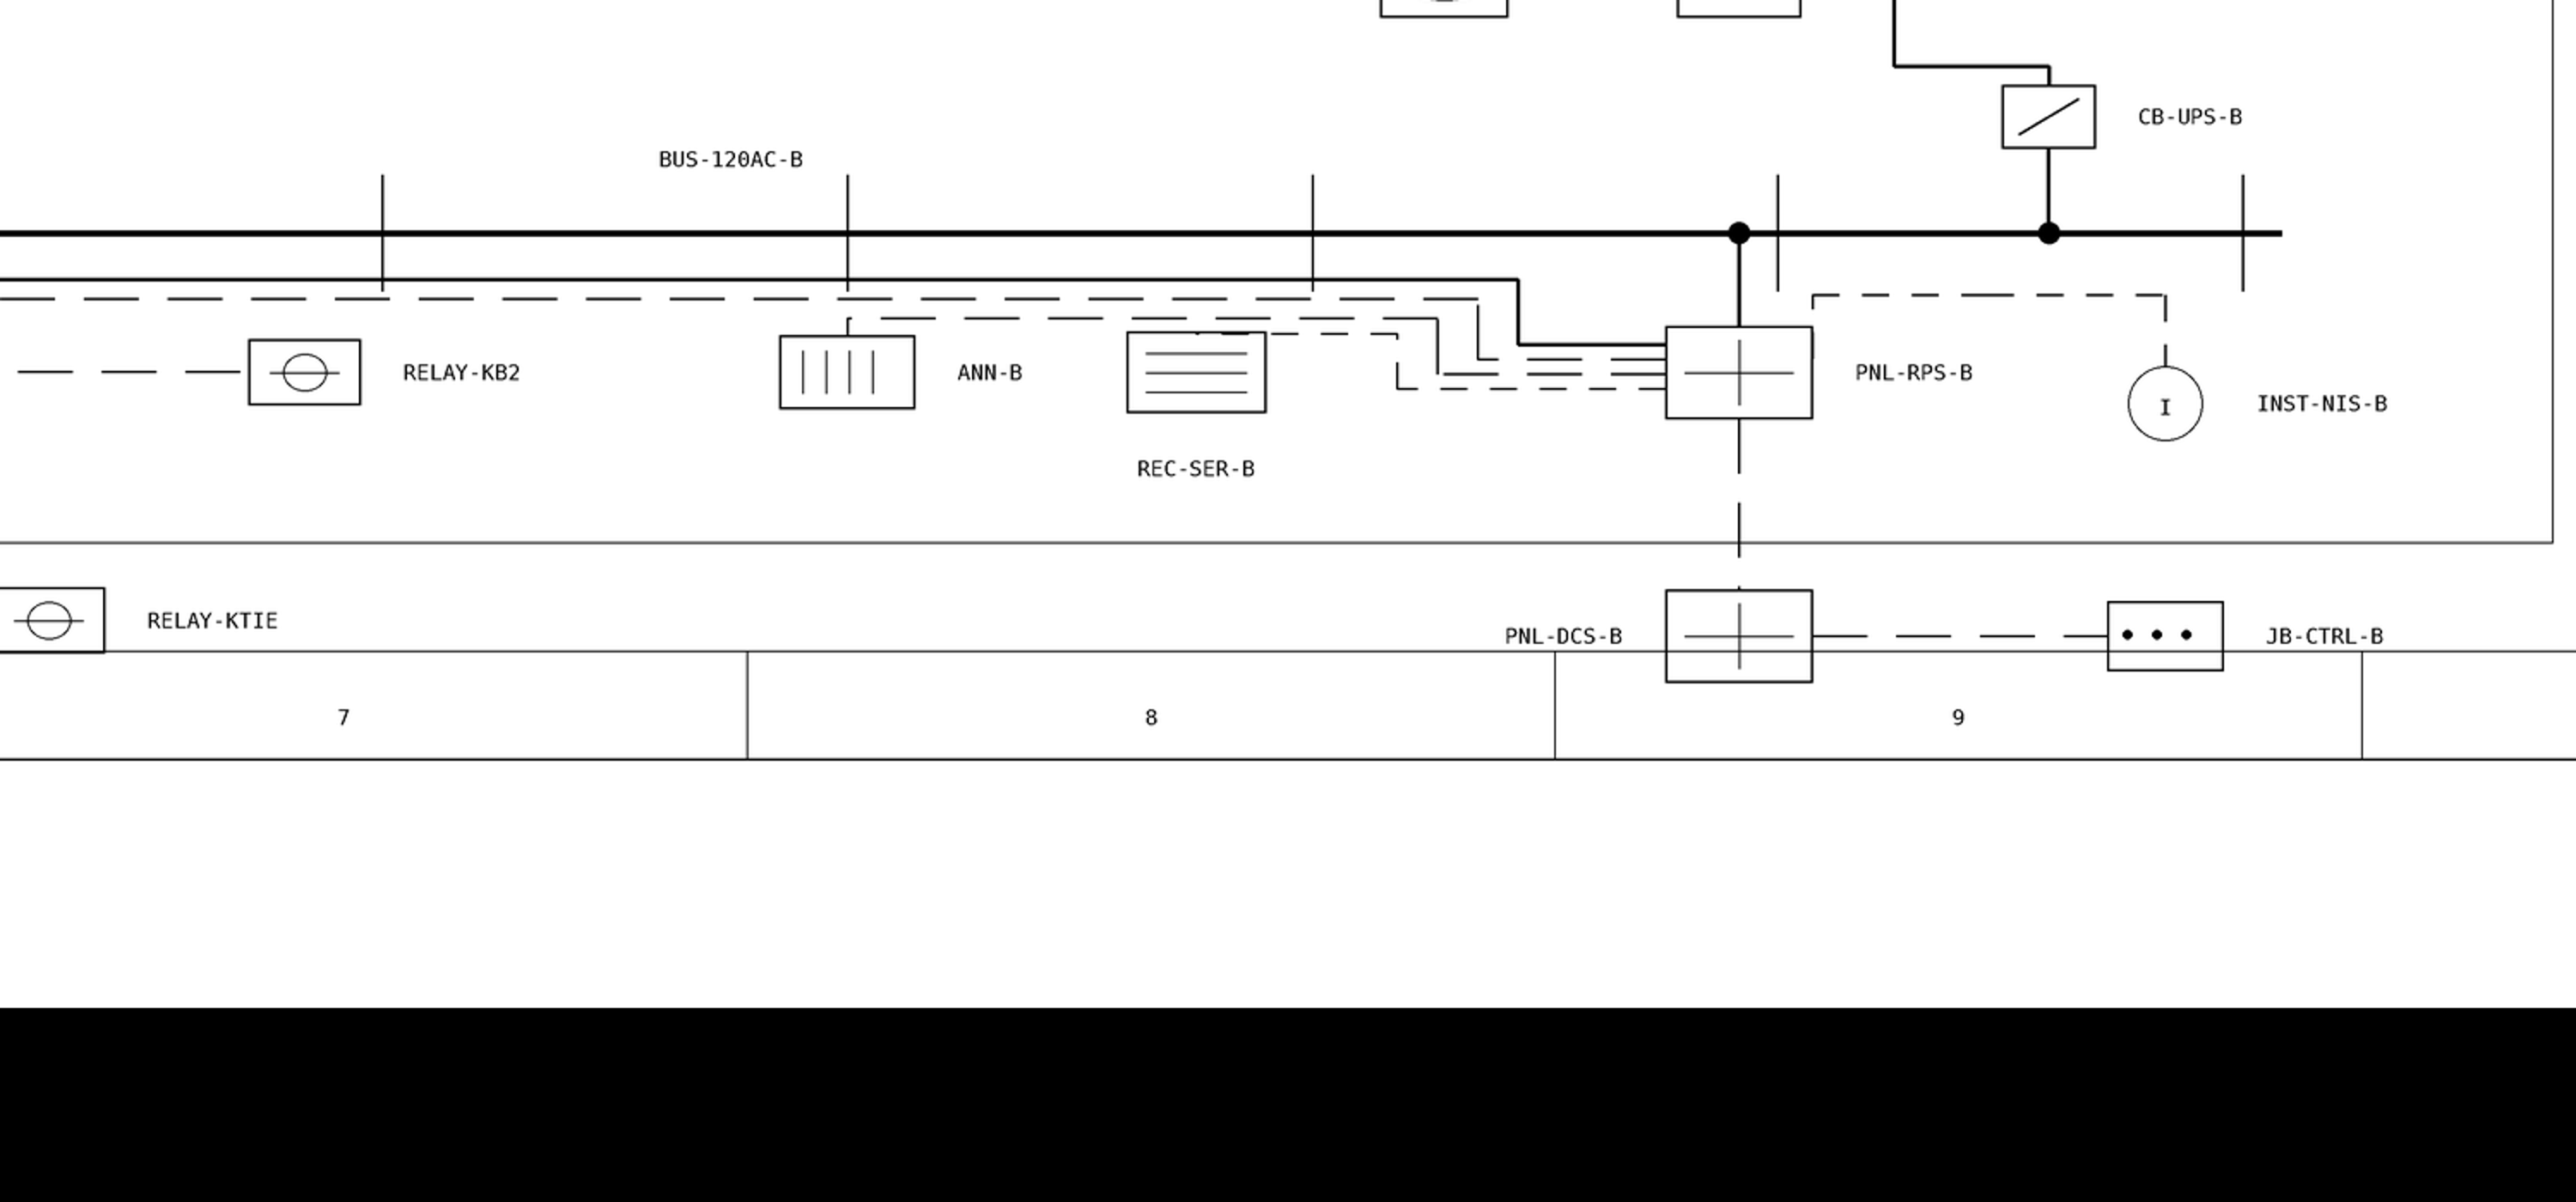 CB-UPS-B
BUS-120AC-B
RELAY-KB2
ANN-B
PNL-RPS-B
I
INST-NIS-B
REC-SER-B
RELAY-KTIE
PNL-DCS-B
JB-CTRL-B
7
8
9